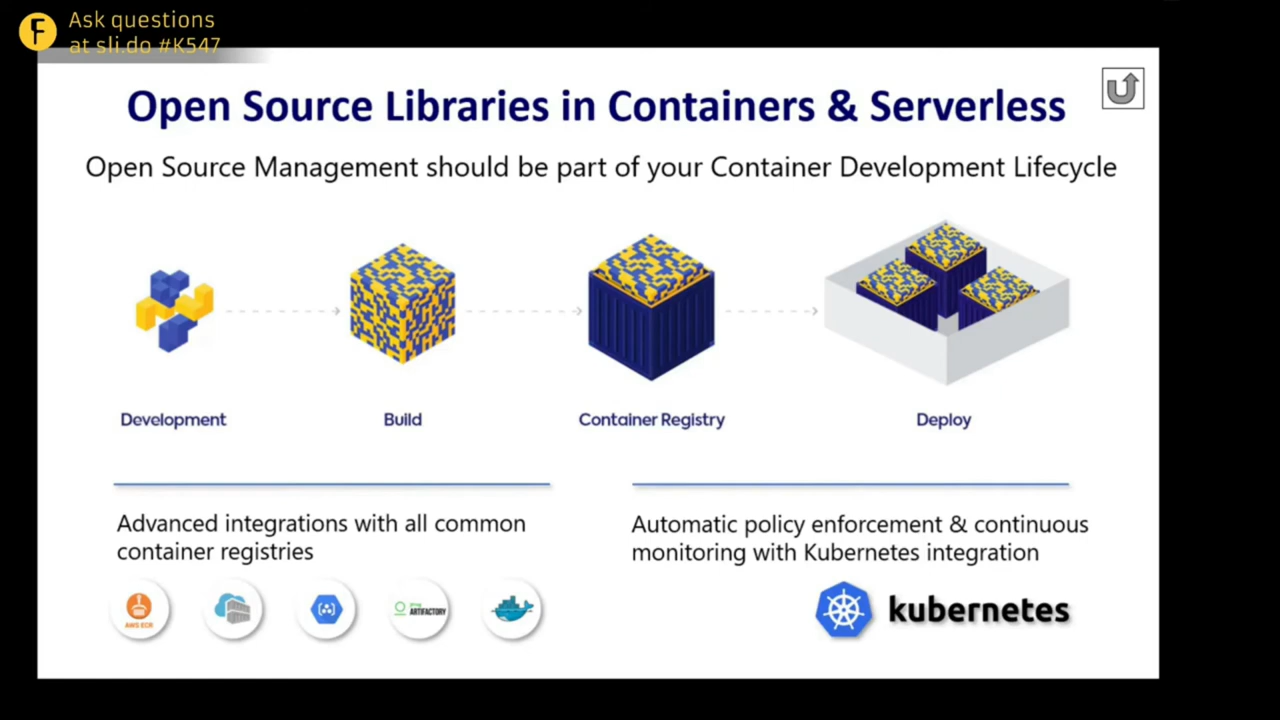 Ask questions
at sli.do #K547
Open Source Libraries in Containers & Serverless
Open Source Management should be part of your Container Development Lifecycle
Development
Build
Container Registry
Deploy
Advanced integrations with all common
container registries
Automatic policy enforcement & continuous
monitoring with Kubernetes integration
AWS ECR
ARTIFACTORY
kubernetes